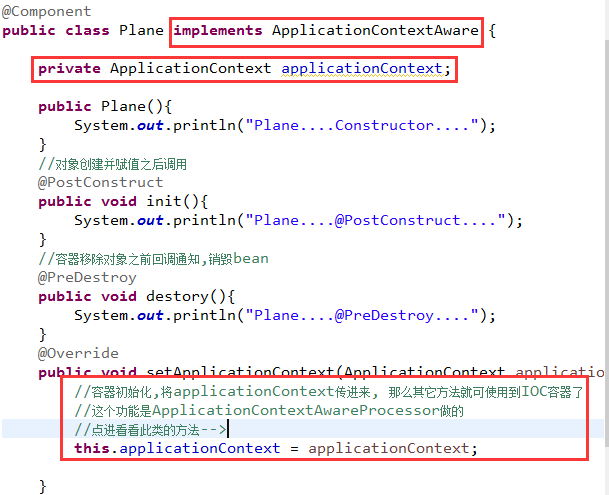 @Component
public class Plane implements ApplicationContextAware {
private ApplicationContext applicationContext;
public Plane(){
System.out.println("Plane....Constructor....");
}
//对象创建并赋值之后调用
@PostConstruct
public void init(){
System.out.println("Plane....@PostConstruct....");
}
//容器移除对象之前回调通知,销毁bean
@PreDestroy
public void destory(){
System.out.println("Plane....@PreDestroy....");
}
@Override
public void setApplicationContext(ApplicationContext applicatio
//容器初始化,将applicationContext传进来, 那么其它方法就可使用到IOC容器了
//这个功能是ApplicationContextAwareProcessor做的
//点进看看此类的方法-->
this.applicationContext = applicationContext;
}